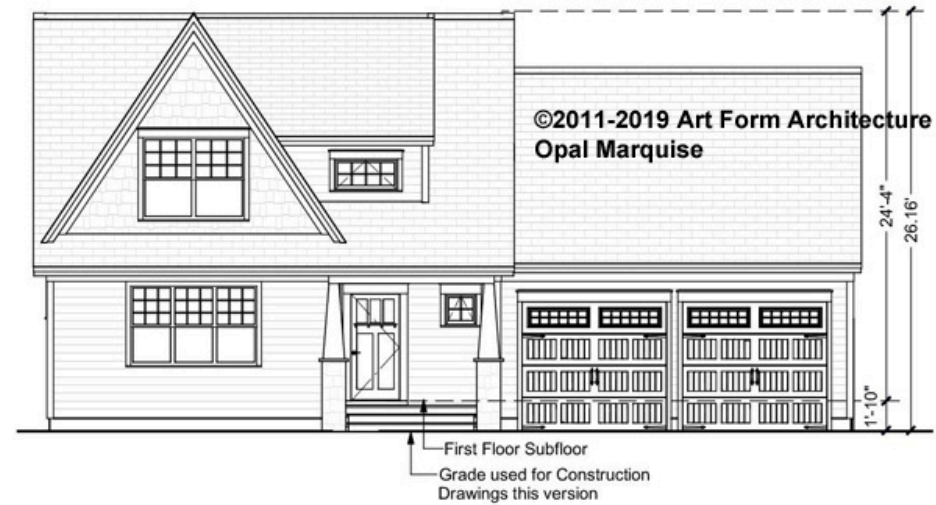 ©2011-2019 Art Form Architecture
Opal Marquise
24'-4"
26.16'
1'-10"
First Floor Subfloor
Grade used for Construction
Drawings this version